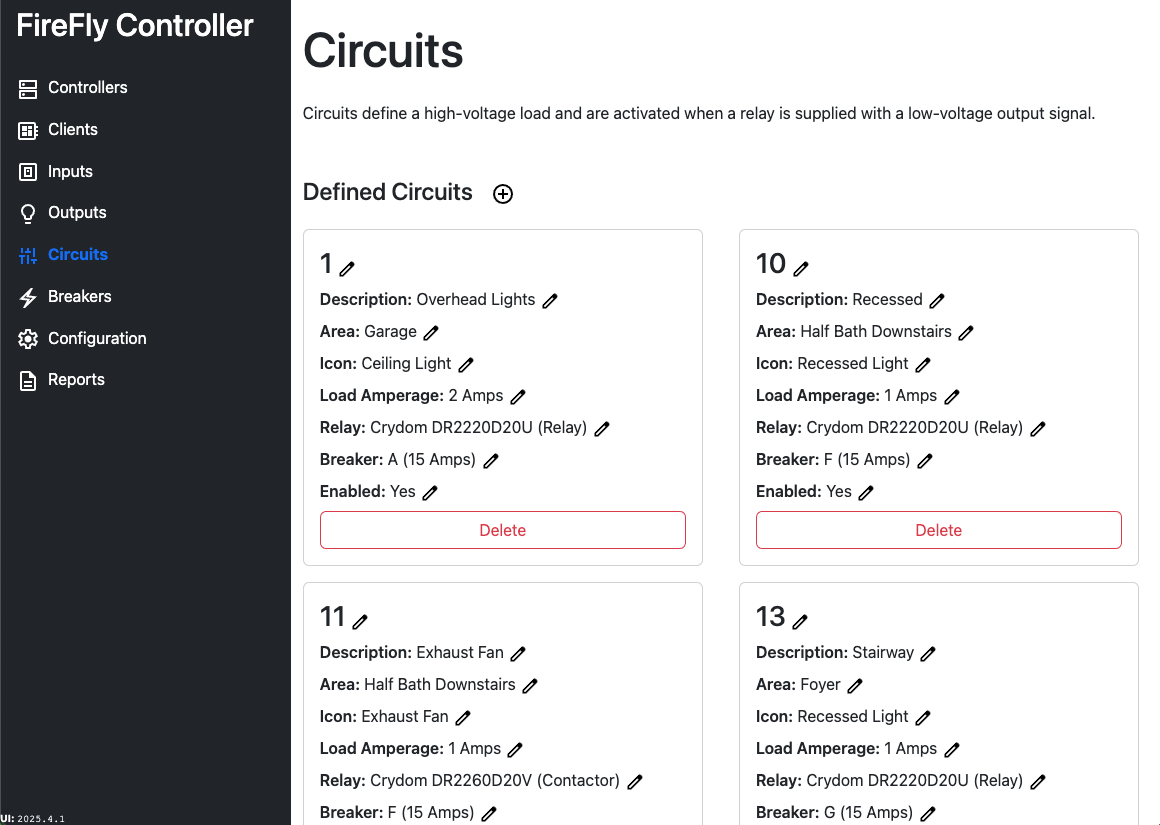 FireFly Controller
Controllers
Clients
Inputs
Outputs
Circuits
Breakers
Configuration
Reports
UI: 2025.4.1
Circuits
Circuits define a high-voltage load and are activated when a relay is supplied with a low-voltage output signal.
Defined Circuits
1
Description: Overhead Lights
Area: Garage
Icon: Ceiling Light
Load Amperage: 2 Amps
Relay: Crydom DR2220D20U (Relay)
Breaker: A (15 Amps)
Enabled: Yes
Delete
10
Description: Recessed
Area: Half Bath Downstairs
Icon: Recessed Light
Load Amperage: 1 Amps
Relay: Crydom DR2220D20U (Relay)
Breaker: F (15 Amps)
Enabled: Yes
Delete
11
Description: Exhaust Fan
Area: Half Bath Downstairs
Icon: Exhaust Fan
Load Amperage: 1 Amps
Relay: Crydom DR2260D20V (Contactor)
Breaker: F (15 Amps)
13
Description: Stairway
Area: Foyer
Icon: Recessed Light
Load Amperage: 1 Amps
Relay: Crydom DR2220D20U (Relay)
Breaker: G (15 Amps)